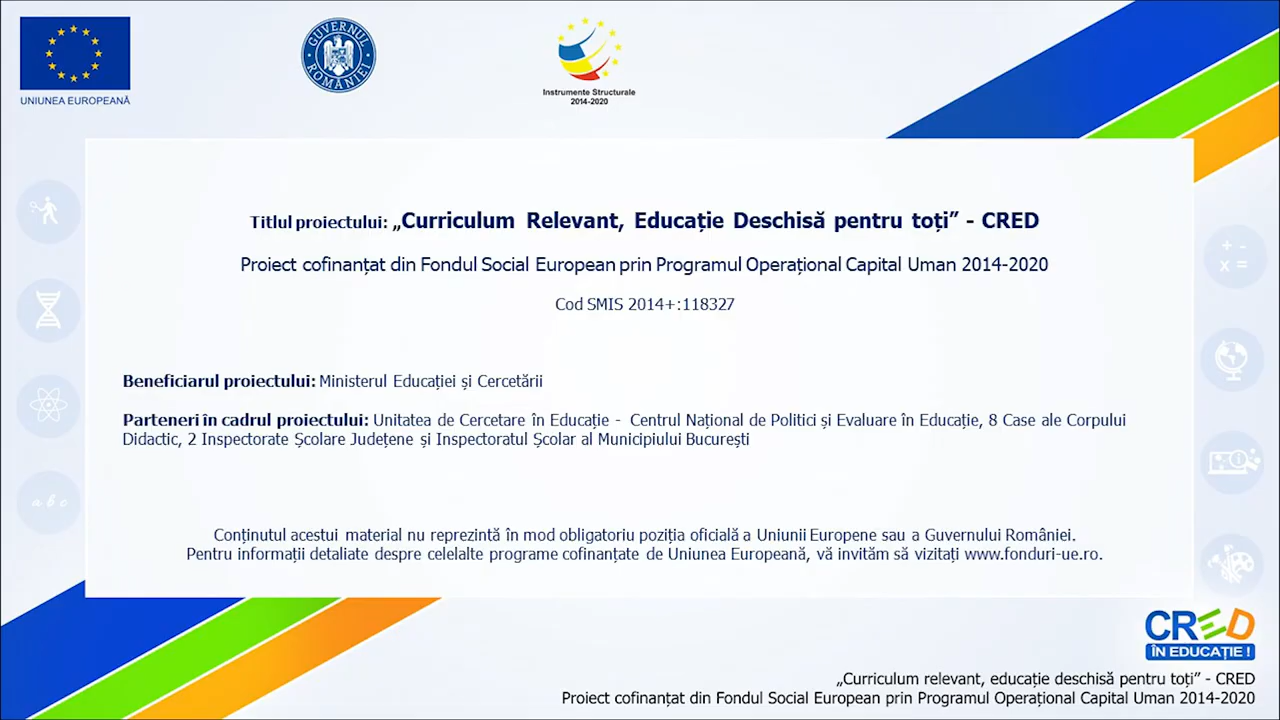 UNIUNEA EUROPEANĂ
GUVERNUL ROMÂNIEI
Instrumente Structurale
2014-2020
Titlul proiectului: „Curriculum Relevant, Educație Deschisă pentru toți” - CRED
Proiect cofinanțat din Fondul Social European prin Programul Operațional Capital Uman 2014-2020
Cod SMIS 2014+:118327
Beneficiarul proiectului: Ministerul Educației și Cercetării
Parteneri în cadrul proiectului: Unitatea de Cercetare în Educație - Centrul Național de Politici și Evaluare în Educație, 8 Case ale Corpului
Didactic, 2 Inspectorate Școlare Județene și Inspectoratul Școlar al Municipiului București
+ -
x =
a b c
Conținutul acestui material nu reprezintă în mod obligatoriu poziția oficială a Uniunii Europene sau a Guvernului României.
Pentru informații detaliate despre celelalte programe cofinanțate de Uniunea Europeană, vă invităm să vizitați www.fonduri-ue.ro.
CRED
ÎN EDUCAȚIE !
„Curriculum relevant, educație deschisă pentru toți” - CRED
Proiect cofinanțat din Fondul Social European prin Programul Operațional Capital Uman 2014-2020